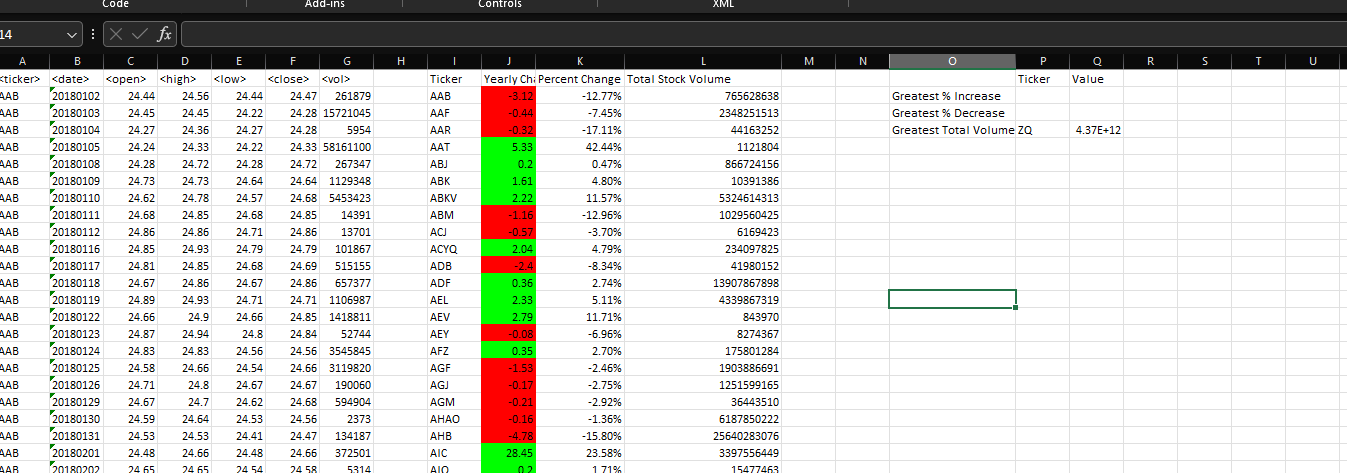 Code Add-ins Controls XML
14 fx
A B C D E F G H I J K L M N O P Q R S T U
<ticker> <date> <open> <high> <low> <close> <vol> Ticker Yearly Cha Percent Change Total Stock Volume Ticker Value
AAB 20180102 24.44 24.56 24.44 24.47 261879 AAB -3.12 -12.77% 765628638 Greatest % Increase
AAB 20180103 24.45 24.45 24.22 24.28 15721045 AAF -0.44 -7.45% 2348251513 Greatest % Decrease
AAB 20180104 24.27 24.36 24.27 24.28 5954 AAR -0.32 -17.11% 44163252 Greatest Total Volume ZQ 4.37E+12
AAB 20180105 24.24 24.33 24.22 24.33 58161100 AAT 5.33 42.44% 1121804
AAB 20180108 24.28 24.72 24.28 24.72 267347 ABJ 0.2 0.47% 866724156
AAB 20180109 24.73 24.73 24.64 24.64 1129348 ABK 1.61 4.80% 10391386
AAB 20180110 24.62 24.78 24.57 24.68 5453423 ABKV 2.22 11.57% 5324614313
AAB 20180111 24.68 24.85 24.68 24.85 14391 ABM -1.16 -12.96% 1029560425
AAB 20180112 24.86 24.86 24.71 24.86 13701 ACJ -0.57 -3.70% 6169423
AAB 20180116 24.85 24.93 24.79 24.79 101867 ACYQ 2.04 4.79% 234097825
AAB 20180117 24.81 24.85 24.68 24.69 515155 ADB -2.4 -8.34% 41980152
AAB 20180118 24.67 24.86 24.67 24.86 657377 ADF 0.36 2.74% 13907867898
AAB 20180119 24.89 24.93 24.71 24.71 1106987 AEL 2.33 5.11% 4339867319
AAB 20180122 24.66 24.9 24.66 24.85 1418811 AEV 2.79 11.71% 843970
AAB 20180123 24.87 24.94 24.8 24.84 52744 AEY -0.08 -6.96% 8274367
AAB 20180124 24.83 24.83 24.56 24.56 3545845 AFZ 0.35 2.70% 175801284
AAB 20180125 24.58 24.66 24.54 24.66 3119820 AGF -1.53 -2.46% 1903886691
AAB 20180126 24.71 24.8 24.67 24.67 190060 AGJ -0.17 -2.75% 1251599165
AAB 20180129 24.67 24.7 24.62 24.68 594904 AGM -0.21 -2.92% 36443510
AAB 20180130 24.59 24.64 24.53 24.56 2373 AHAO -0.16 -1.36% 6187850222
AAB 20180131 24.53 24.53 24.41 24.47 134187 AHB -4.78 -15.80% 25640283076
AAB 20180201 24.48 24.66 24.48 24.66 372501 AIC 28.45 23.58% 3397556449
AAB 20180202 24.65 24.65 24.54 24.58 5314 AIO 0.2 1.71% 15477463